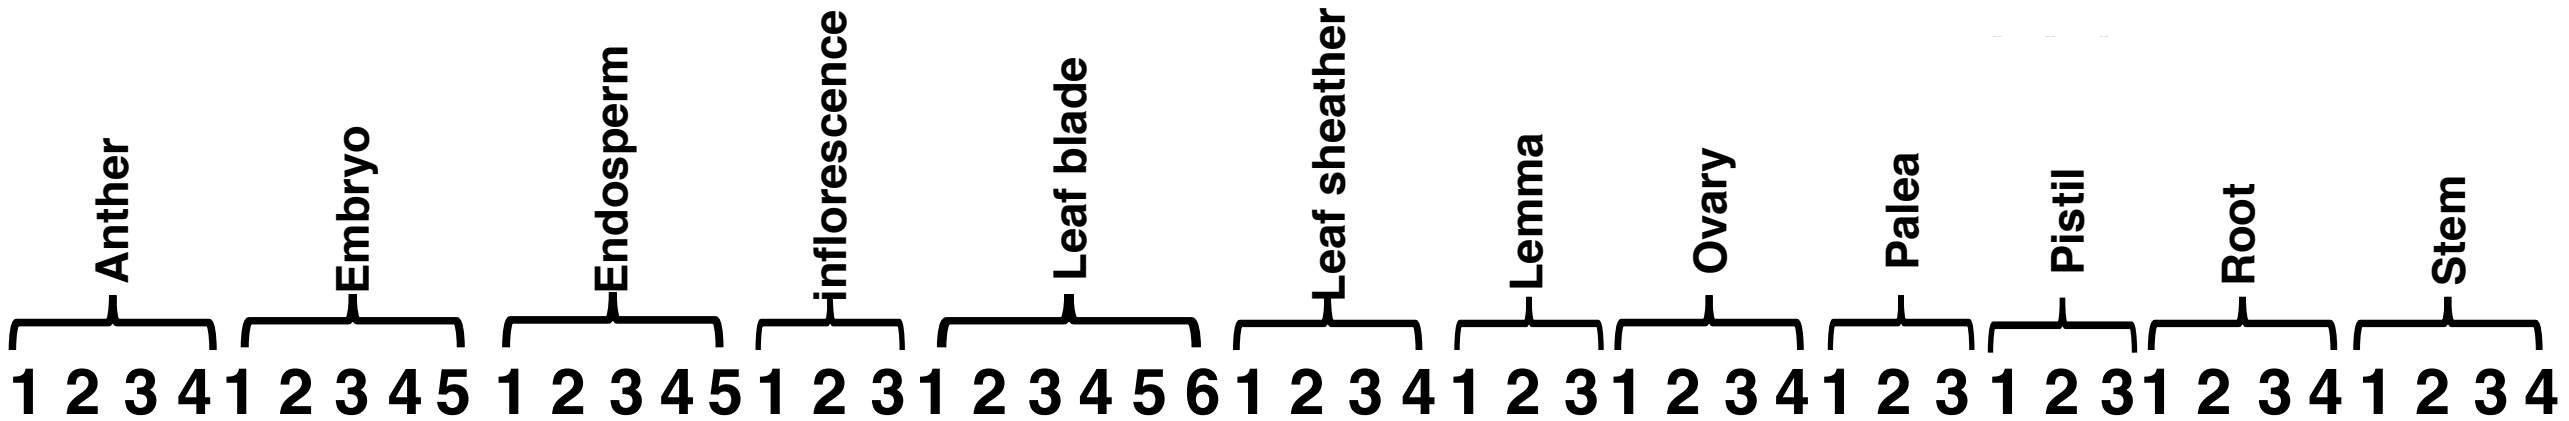 Anther Embryo Endosperm inflorescence Leaf blade Leaf sheather Lemma Ovary Palea Pistil Root Stem
1 2 3 4 1 2 3 4 5 1 2 3 4 5 1 2 3 1 2 3 4 5 6 1 2 3 4 1 2 3 1 2 3 4 1 2 3 1 2 3 1 2 3 4 1 2 3 4